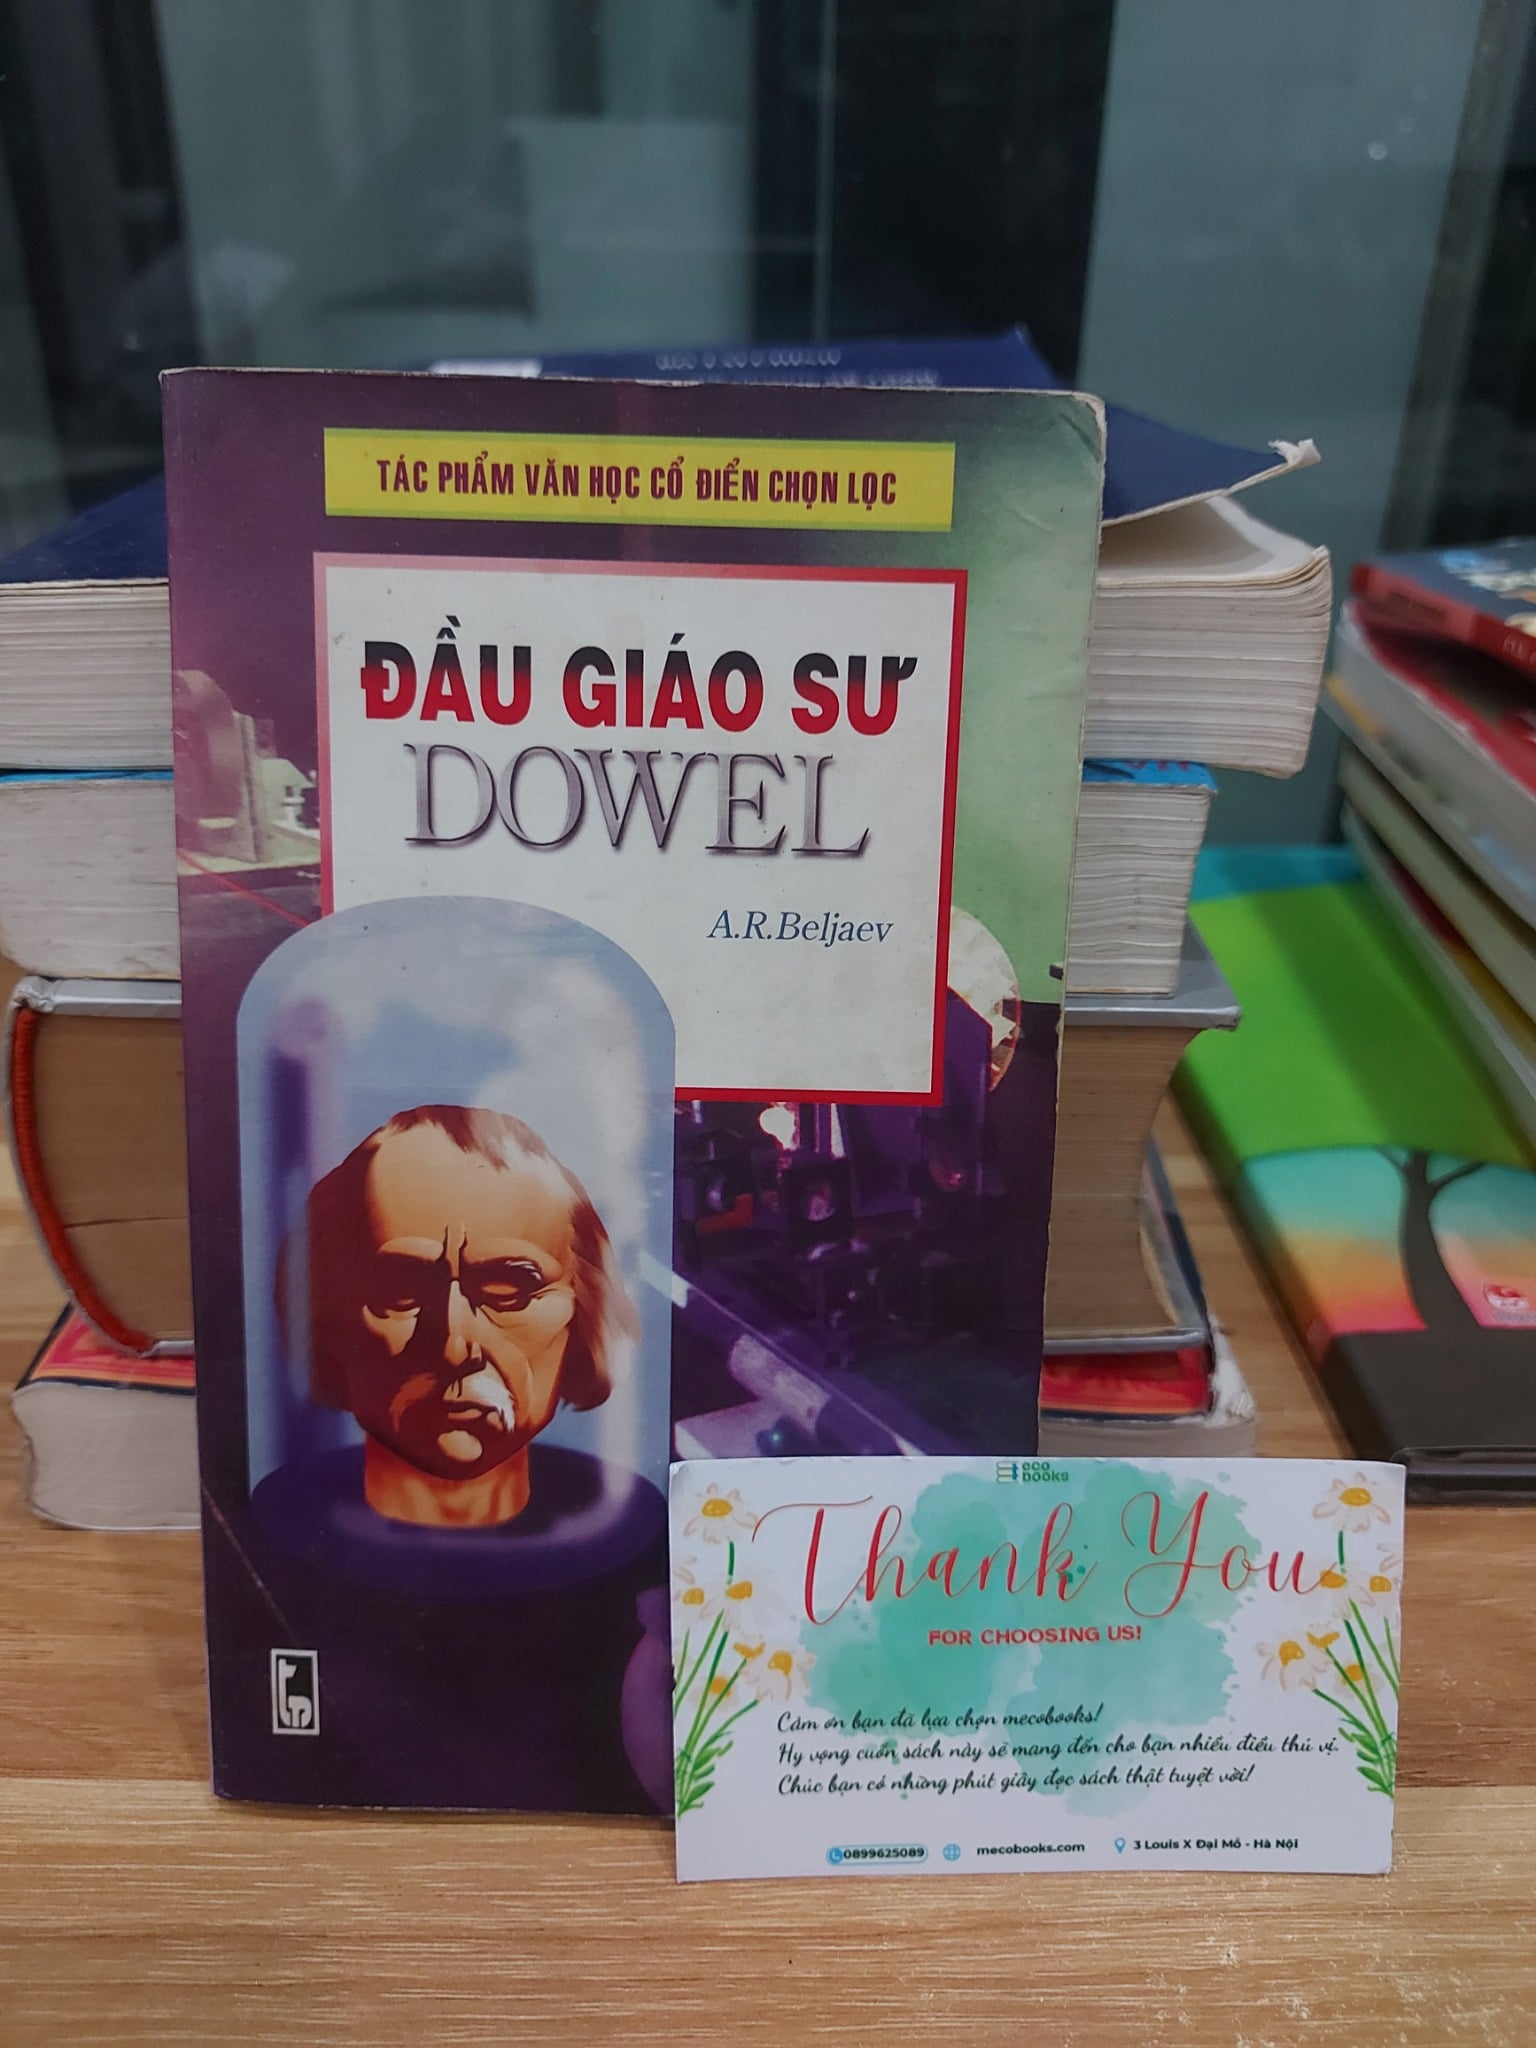 TÁC PHẨM VĂN HỌC CỔ ĐIỂN CHỌN LỌC
ĐẦU GIÁO SƯ
DOWEL
A.R.Beljaev
eco
books
Thank You
FOR CHOOSING US!
Cảm ơn bạn đã lựa chọn mecobooks!
Hy vọng cuốn sách này sẽ mang đến cho bạn nhiều điều thú vị.
Chúc bạn có những phút giây đọc sách thật tuyệt vời!
0899625089 mecobooks.com 3 Louis X Đại Mỗ - Hà Nội